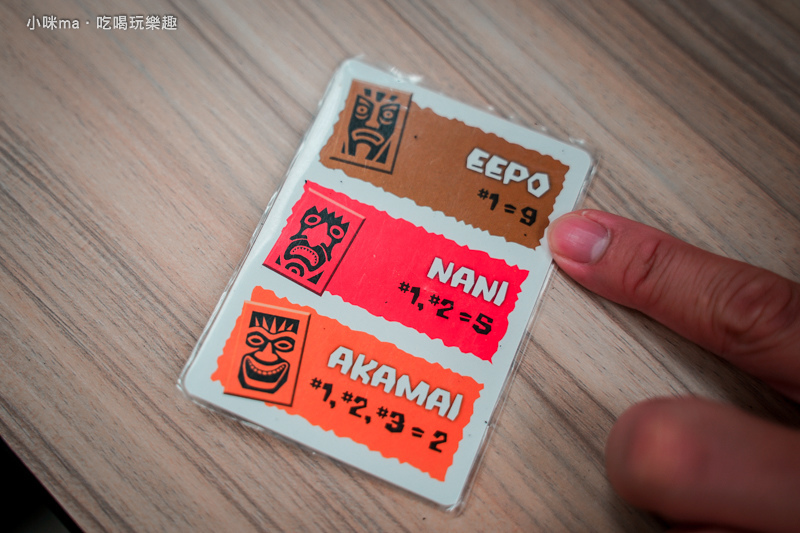 小咪ma · 吃喝玩樂趣
EEPO
#1 = 9
NANI
#1, #2 = 5
AKAMAI
#1, #2, #3 = 2